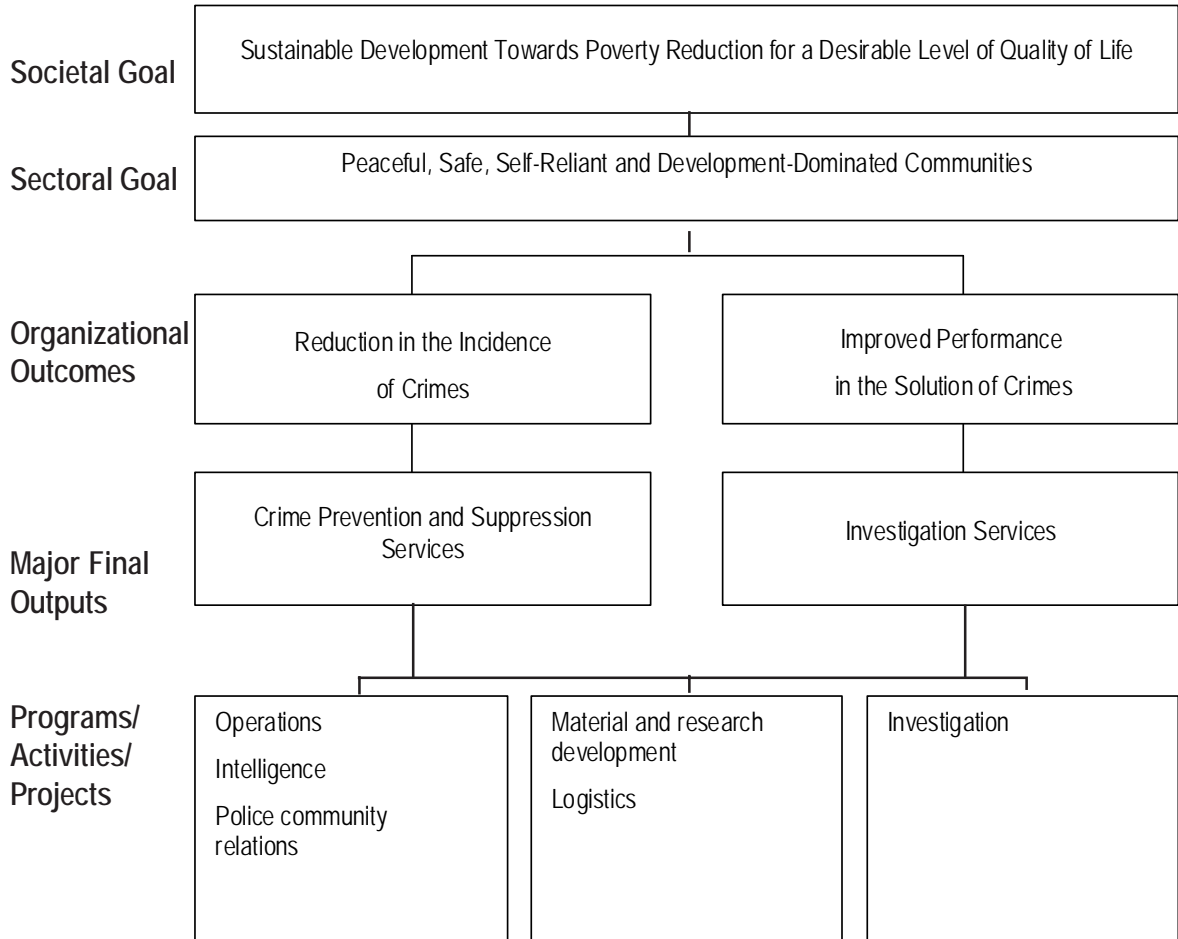 Societal Goal
Sustainable Development Towards Poverty Reduction for a Desirable Level of Quality of Life
Sectoral Goal
Peaceful, Safe, Self-Reliant and Development-Dominated Communities
Organizational
Outcomes
Reduction in the Incidence
of Crimes
Improved Performance
in the Solution of Crimes
Major Final
Outputs
Crime Prevention and Suppression
Services
Investigation Services
Programs/
Activities/
Projects
Operations
Intelligence
Police community
relations
Material and research
development
Logistics
Investigation